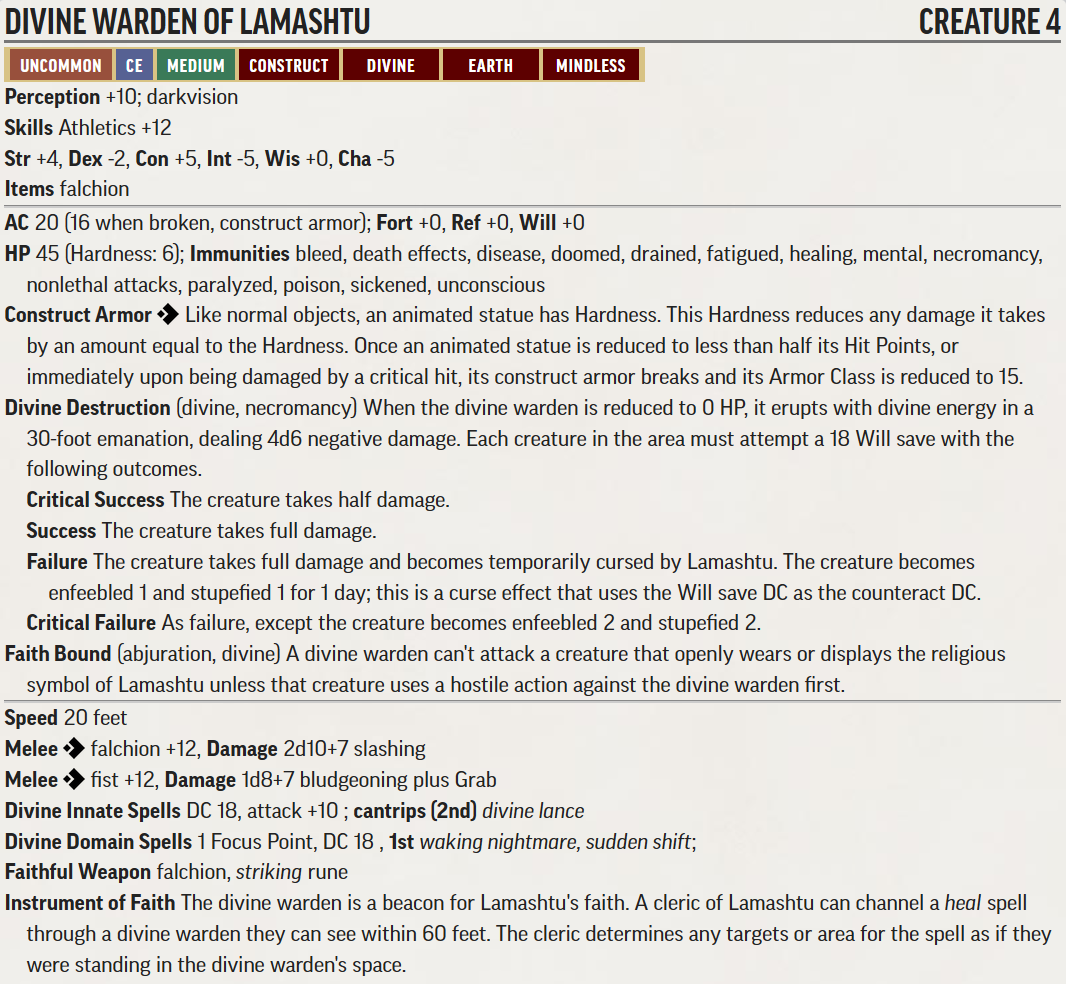 DIVINE WARDEN OF LAMASHTU CREATURE 4
UNCOMMON CE MEDIUM CONSTRUCT DIVINE EARTH MINDLESS
Perception +10; darkvision
Skills Athletics +12
Str +4, Dex -2, Con +5, Int -5, Wis +0, Cha -5
Items falchion
AC 20 (16 when broken, construct armor); Fort +0, Ref +0, Will +0
HP 45 (Hardness: 6); Immunities bleed, death effects, disease, doomed, drained, fatigued, healing, mental, necromancy,
nonlethal attacks, paralyzed, poison, sickened, unconscious
Construct Armor Like normal objects, an animated statue has Hardness. This Hardness reduces any damage it takes
by an amount equal to the Hardness. Once an animated statue is reduced to less than half its Hit Points, or
immediately upon being damaged by a critical hit, its construct armor breaks and its Armor Class is reduced to 15.
Divine Destruction (divine, necromancy) When the divine warden is reduced to 0 HP, it erupts with divine energy in a
30-foot emanation, dealing 4d6 negative damage. Each creature in the area must attempt a 18 Will save with the
following outcomes.
Critical Success The creature takes half damage.
Success The creature takes full damage.
Failure The creature takes full damage and becomes temporarily cursed by Lamashtu. The creature becomes
enfeebled 1 and stupefied 1 for 1 day; this is a curse effect that uses the Will save DC as the counteract DC.
Critical Failure As failure, except the creature becomes enfeebled 2 and stupefied 2.
Faith Bound (abjuration, divine) A divine warden can't attack a creature that openly wears or displays the religious
symbol of Lamashtu unless that creature uses a hostile action against the divine warden first.
Speed 20 feet
Melee falchion +12, Damage 2d10+7 slashing
Melee fist +12, Damage 1d8+7 bludgeoning plus Grab
Divine Innate Spells DC 18, attack +10 ; cantrips (2nd) divine lance
Divine Domain Spells 1 Focus Point, DC 18 , 1st waking nightmare, sudden shift;
Faithful Weapon falchion, striking rune
Instrument of Faith The divine warden is a beacon for Lamashtu's faith. A cleric of Lamashtu can channel a heal spell
through a divine warden they can see within 60 feet. The cleric determines any targets or area for the spell as if they
were standing in the divine warden's space.